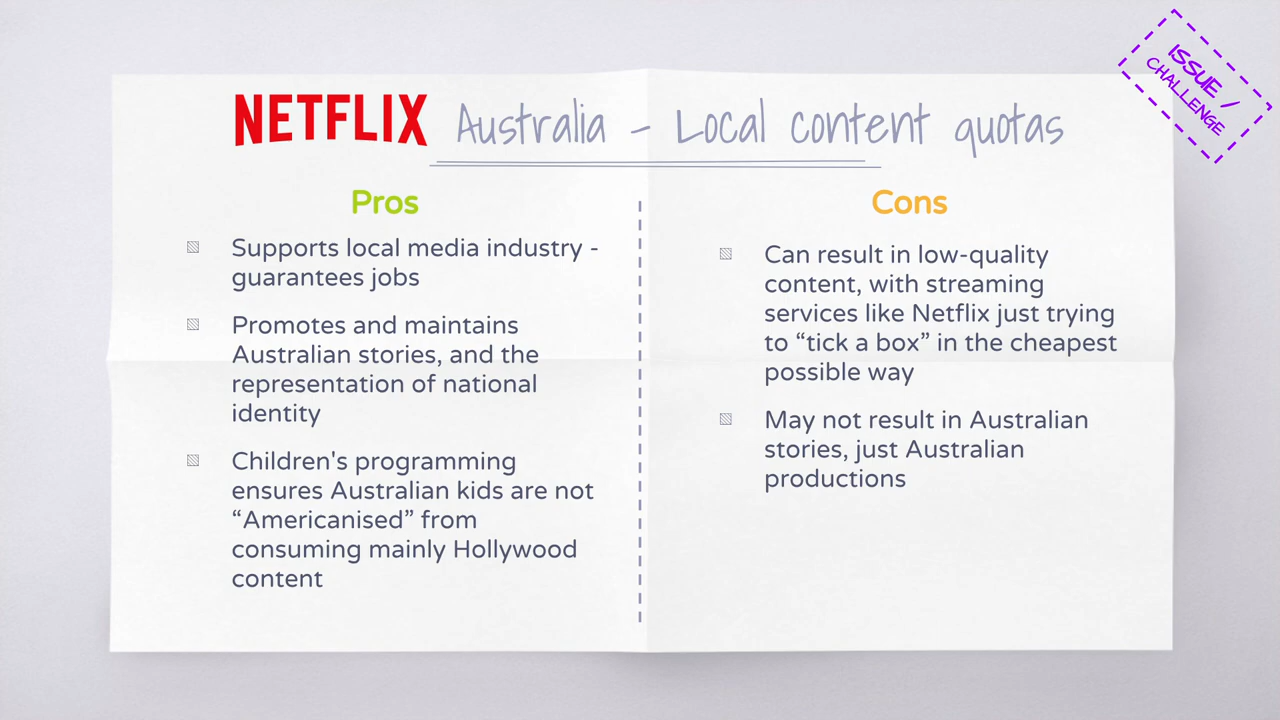 NETFLIX Australia - Local content quotas
ISSUE /
CHALLENGE
Pros
Supports local media industry -
guarantees jobs
Promotes and maintains
Australian stories, and the
representation of national
identity
Children's programming
ensures Australian kids are not
“Americanised” from
consuming mainly Hollywood
content
Cons
Can result in low-quality
content, with streaming
services like Netflix just trying
to “tick a box” in the cheapest
possible way
May not result in Australian
stories, just Australian
productions